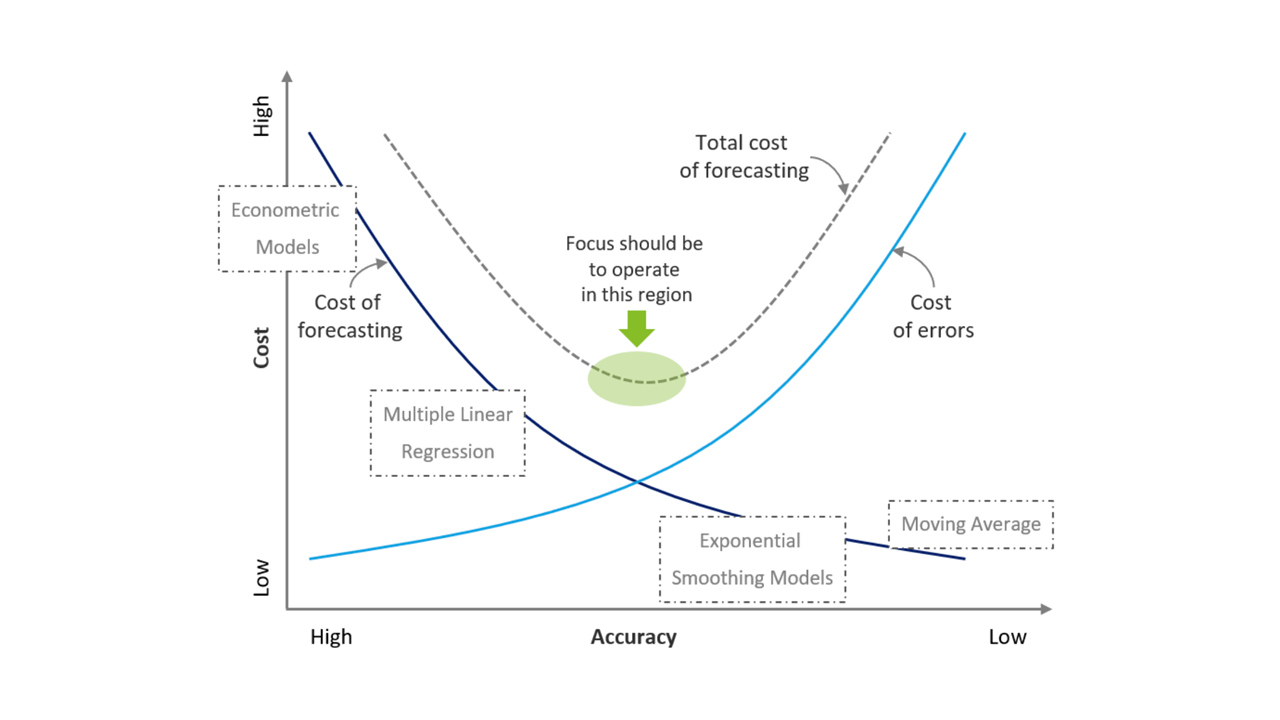 High
Total cost
of forecasting
Econometric
Models
Focus should be
to operate
in this region
Cost of
forecasting
Cost
of errors
Cost
Multiple Linear
Regression
Moving Average
Exponential
Smoothing Models
Low
High
Accuracy
Low